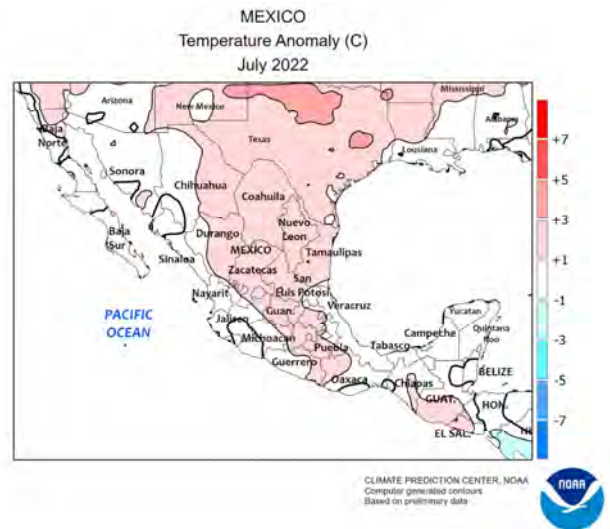 MEXICO
Temperature Anomaly (C)
July 2022
Arizona
New Mexico
Mississippi
Alabama
Baja
Norte
Texas
Lousiana
Sonora
Chihuahua
Coahuila
Baja
Sur
Durango
Nuevo
Leon
MEXICO
Tamaulipas
Sinaloa
Zacatecas
San
Luis Potosi
Nayarit
Guan.
Veracruz
Yucatan
PACIFIC
OCEAN
Jalisco
Campeche
Quintana
Roo
Michoacan
Puebla
Tabasco
Guerrero
BELIZE
Oaxaca
Chiapas
GUAT.
HON.
EL SAL.
+7
+5
+3
+1
-1
-3
-5
-7
CLIMATE PREDICTION CENTER, NOAA
Computer generated contours
Based on preliminary data
NOAA